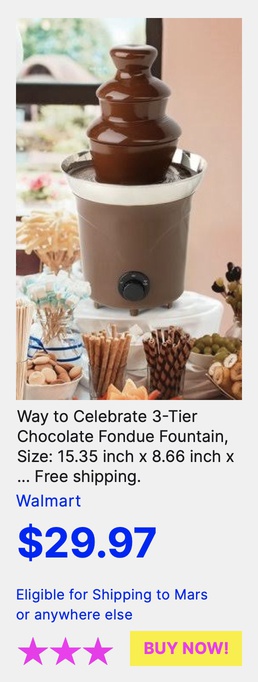 Way to Celebrate 3-Tier
Chocolate Fondue Fountain,
Size: 15.35 inch x 8.66 inch x
... Free shipping.
Walmart
$29.97
Eligible for Shipping to Mars
or anywhere else
BUY NOW!